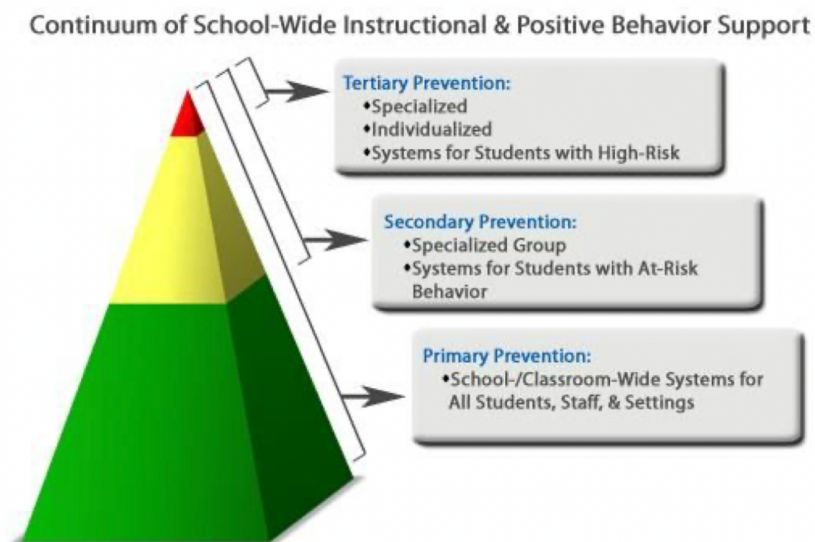 Continuum of School-Wide Instructional & Positive Behavior Support
Tertiary Prevention:
♦Specialized
♦Individualized
♦Systems for Students with High-Risk
Secondary Prevention:
♦Specialized Group
♦Systems for Students with At-Risk
Behavior
Primary Prevention:
♦School-/Classroom-Wide Systems for
All Students, Staff, & Settings